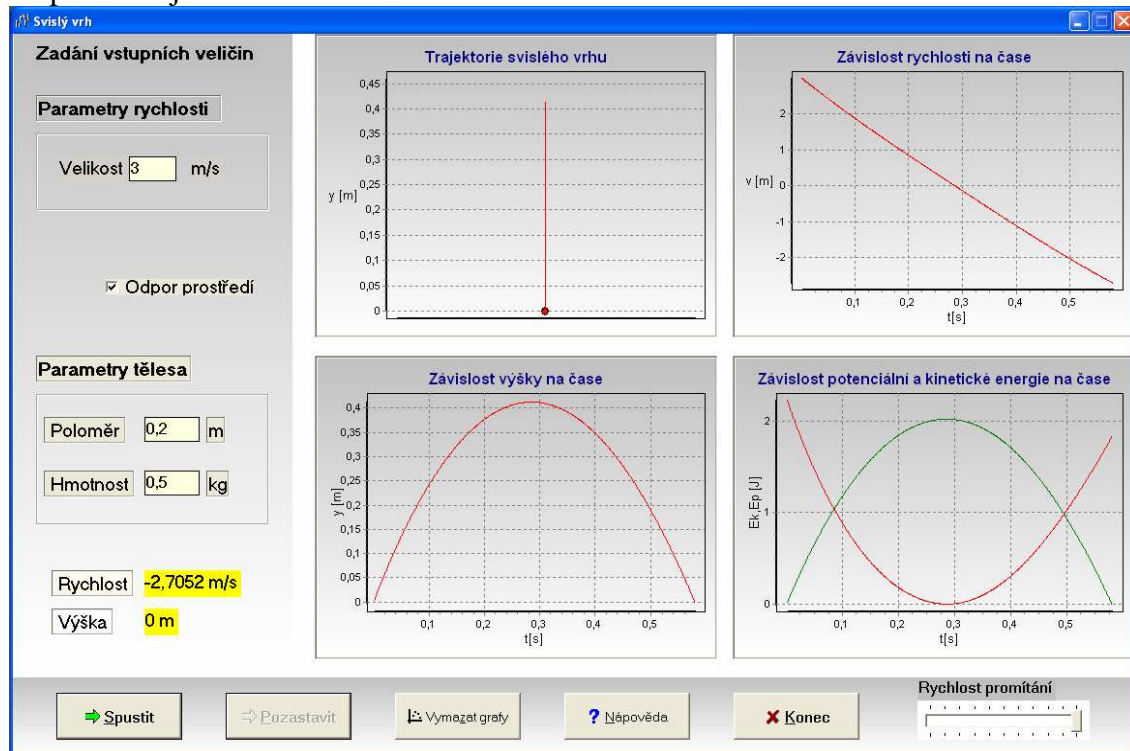 Svislý vrh
Zadání vstupních veličin
Parametry rychlosti
Velikost 3 m/s
Odpor prostředí
Parametry tělesa
Poloměr 0,2 m
Hmotnost 0,5 kg
Rychlost -2,7052 m/s
Výška 0 m
Trajektorie svislého vrhu
0,45
0,4
0,35
0,3
0,25
y [m]
0,2
0,15
0,1
0,05
0
Závislost rychlosti na čase
2
1
v [m] 0
-1
-2
0,1 0,2 0,3 0,4 0,5
t[s]
Závislost výšky na čase
0,4
0,35
0,3
0,25
y [m]
0,2
0,15
0,1
0,05
0
0,1 0,2 0,3 0,4 0,5
t[s]
Závislost potenciální a kinetické energie na čase
2
Ek,Ep [J]
1
0
0,1 0,2 0,3 0,4 0,5
t[s]
Spustit
Pozastavit
Vymazat grafy
? Nápověda
Konec
Rychlost promítání